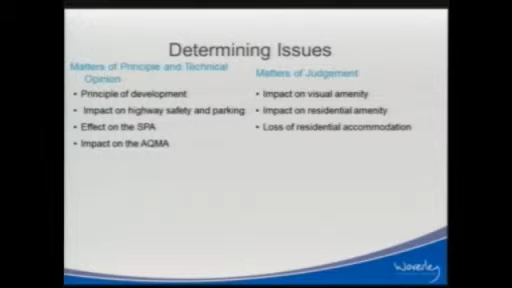 Determining Issues
Matters of Principle and Technical
Opinion
• Principle of development
• Impact on highway safety and parking
• Effect on the SPA
• Impact on the AQMA
Matters of Judgement
• Impact on visual amenity
• Impact on residential amenity
• Loss of residential accommodation
Waverley